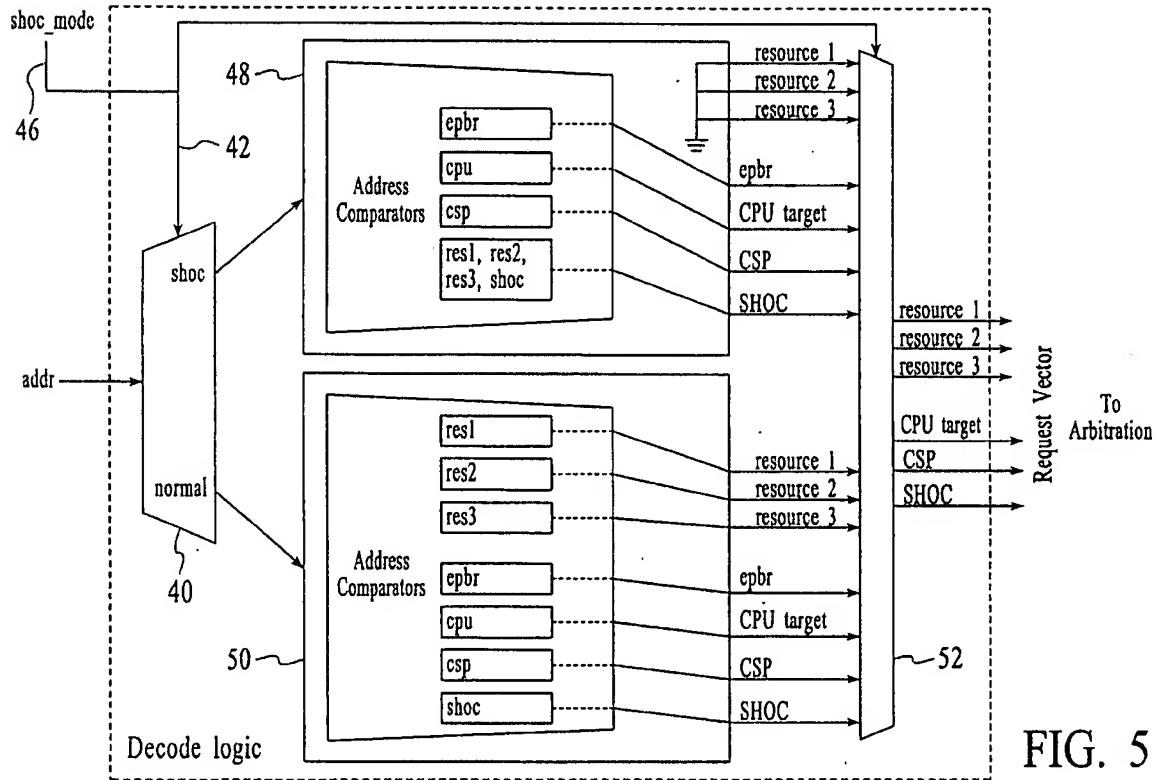 shoc_mode
46
42
addr
shoc
normal
40
48
Address
Comparators
epbr
cpu
csp
res1, res2,
res3, shoc
resource 1
resource 2
resource 3
epbr
CPU target
CSP
SHOC
50
Address
Comparators
res1
res2
res3
epbr
cpu
csp
shoc
resource 1
resource 2
resource 3
epbr
CPU target
CSP
SHOC
52
resource 1
resource 2
resource 3
CPU target
CSP
SHOC
Request Vector
To
Arbitration
Decode logic
FIG. 5